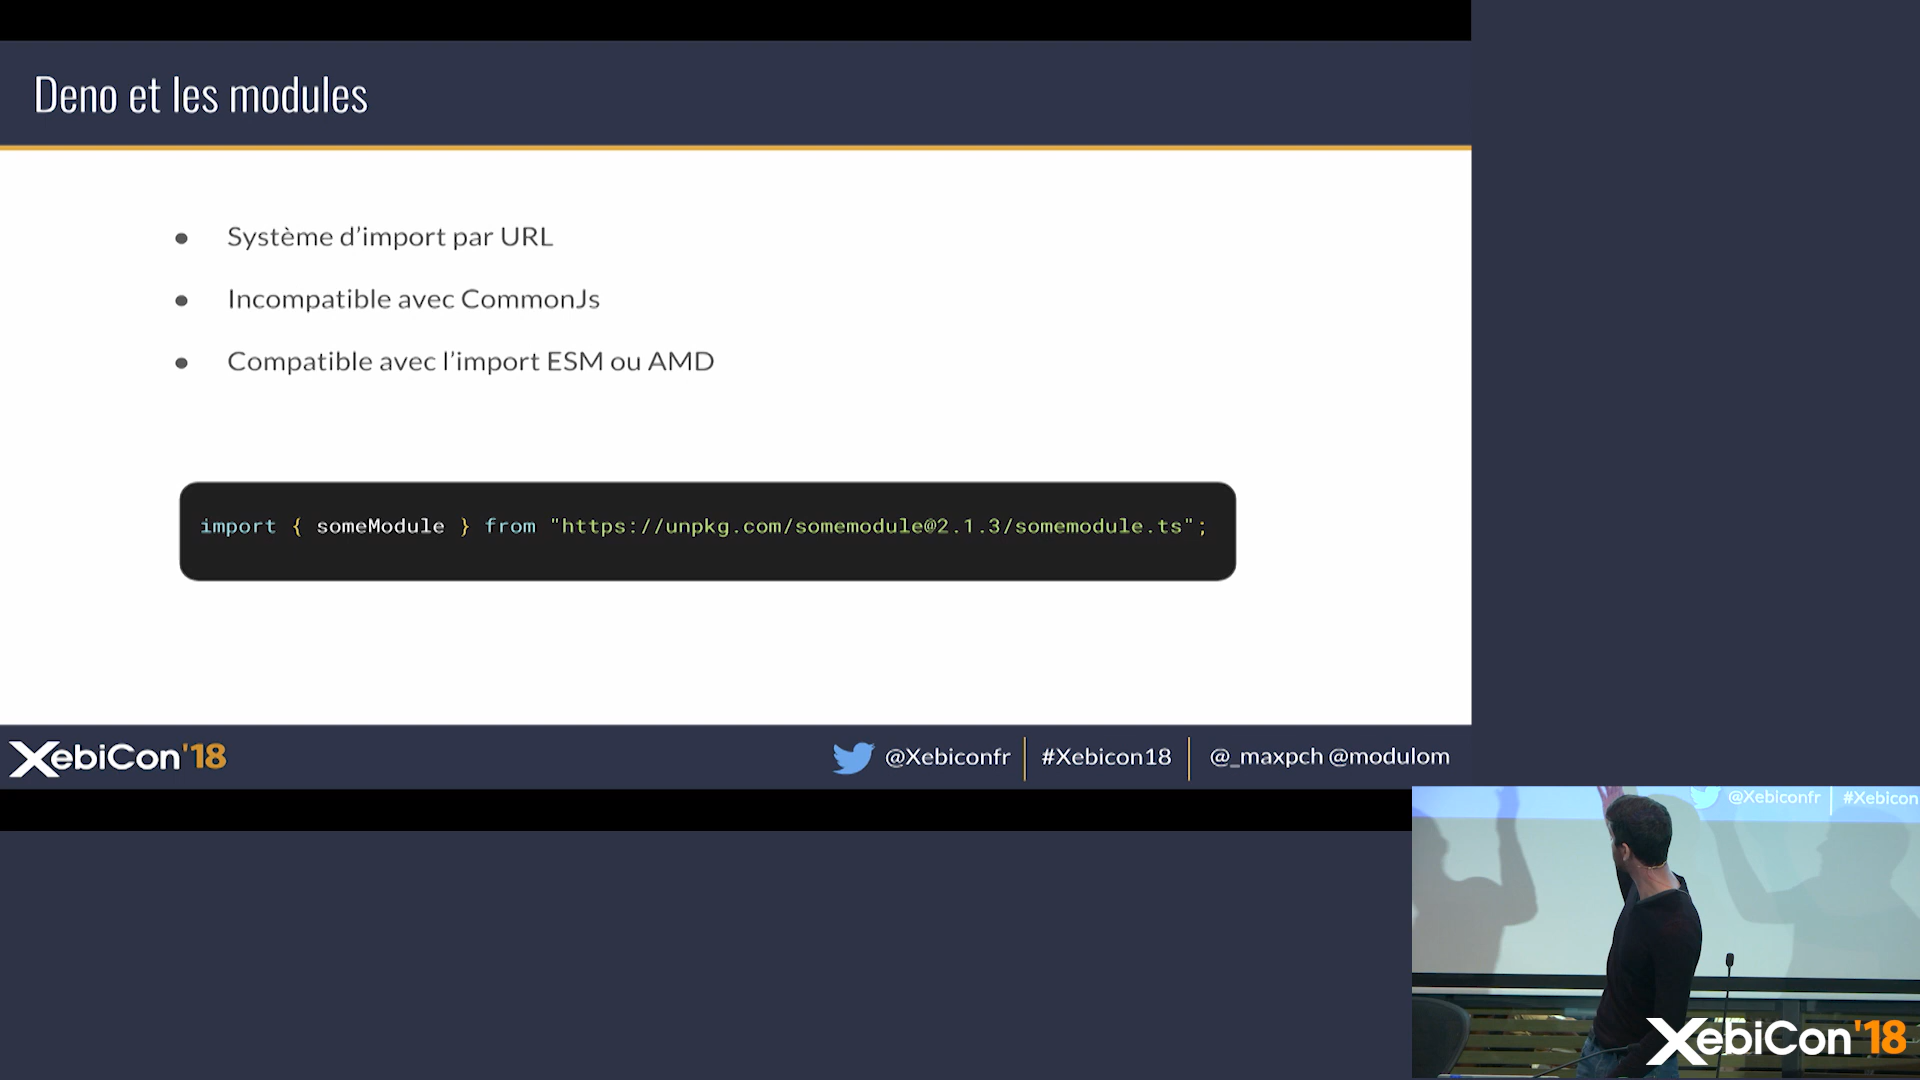 Deno et les modules
● Système d’import par URL
● Incompatible avec CommonJs
● Compatible avec l’import ESM ou AMD
import { someModule } from "https://unpkg.com/somemodule@2.1.3/somemodule.ts";
XebiCon'18
@Xebiconfr
#Xebicon18
@_maxpch @modulom
@Xebiconfr
#Xebicon
XebiCon'18